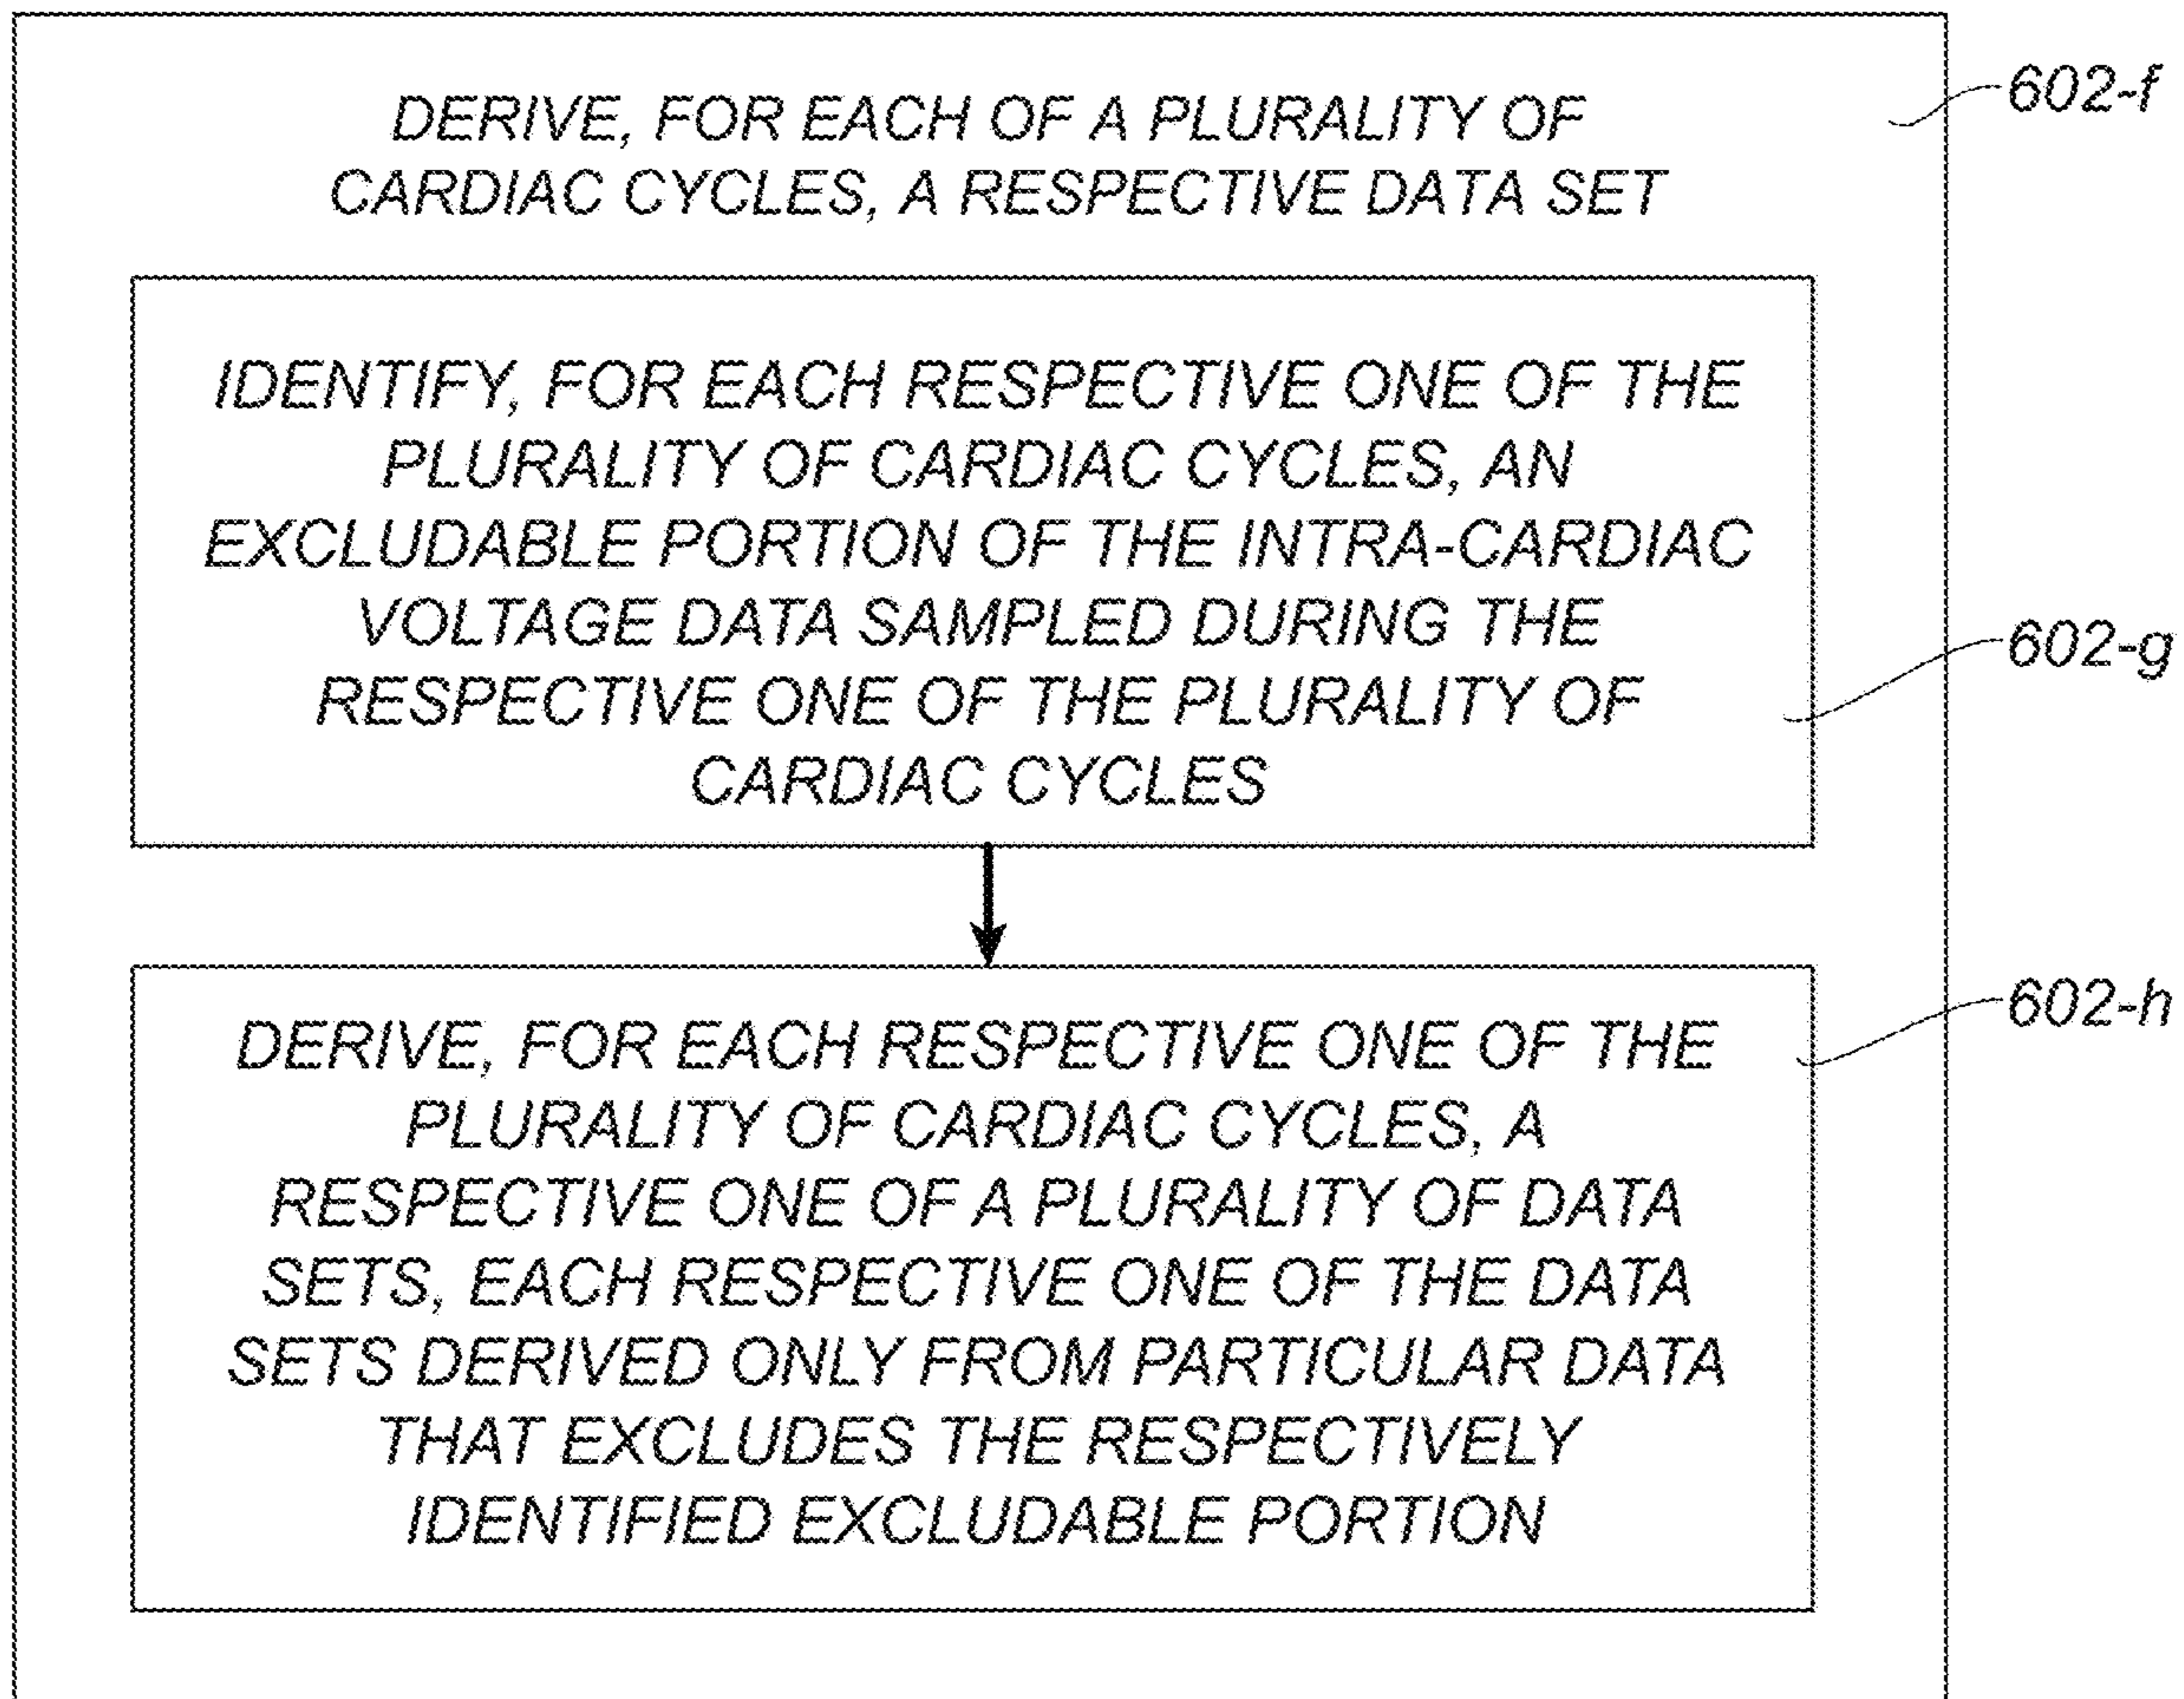 DERIVE, FOR EACH OF A PLURALITY OF
CARDIAC CYCLES, A RESPECTIVE DATA SET
602-f
IDENTIFY, FOR EACH RESPECTIVE ONE OF THE
PLURALITY OF CARDIAC CYCLES, AN
EXCLUDABLE PORTION OF THE INTRA-CARDIAC
VOLTAGE DATA SAMPLED DURING THE
RESPECTIVE ONE OF THE PLURALITY OF
CARDIAC CYCLES
602-g
DERIVE, FOR EACH RESPECTIVE ONE OF THE
PLURALITY OF CARDIAC CYCLES, A
RESPECTIVE ONE OF A PLURALITY OF DATA
SETS, EACH RESPECTIVE ONE OF THE DATA
SETS DERIVED ONLY FROM PARTICULAR DATA
THAT EXCLUDES THE RESPECTIVELY
IDENTIFIED EXCLUDABLE PORTION
602-h